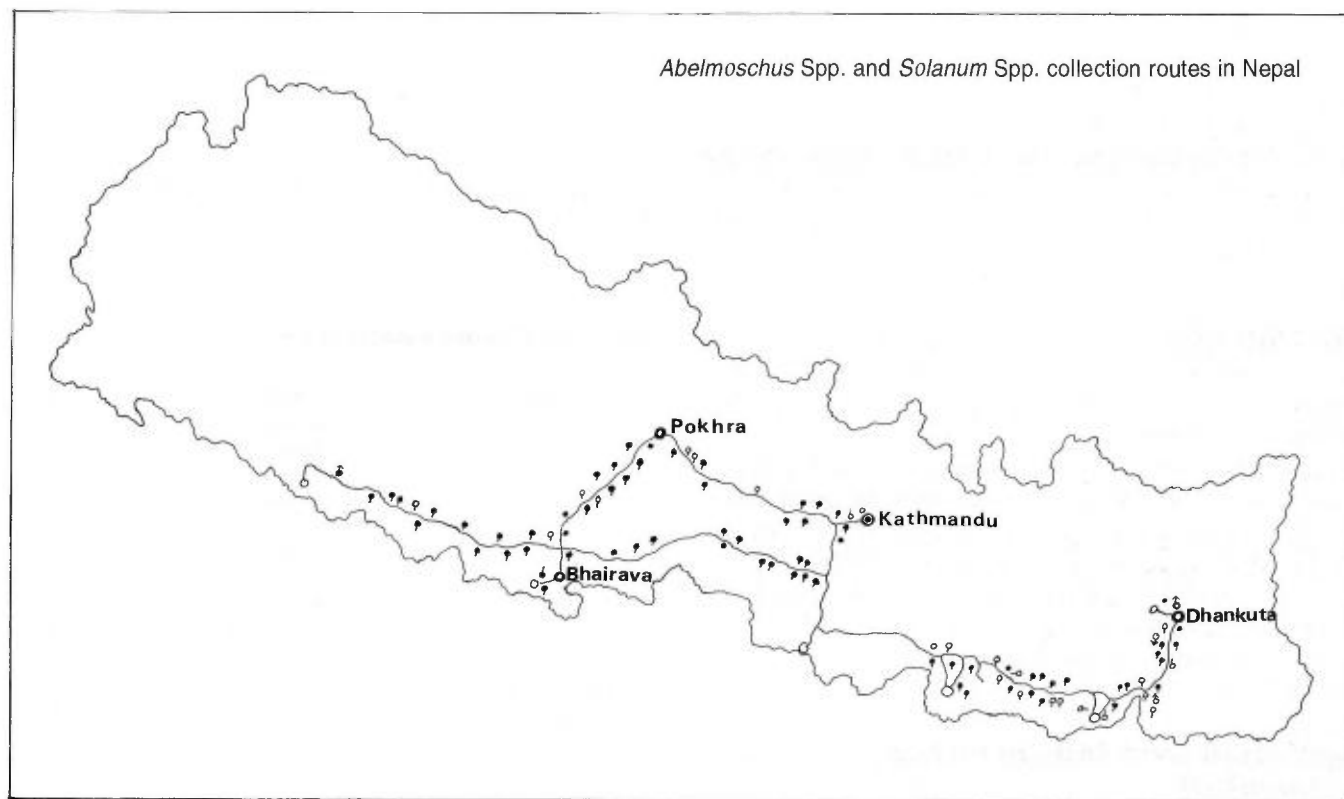 Abelmoschus Spp. and Solanum Spp. collection routes in Nepal
Pokhra
Kathmandu
Bhairava
Dhankuta